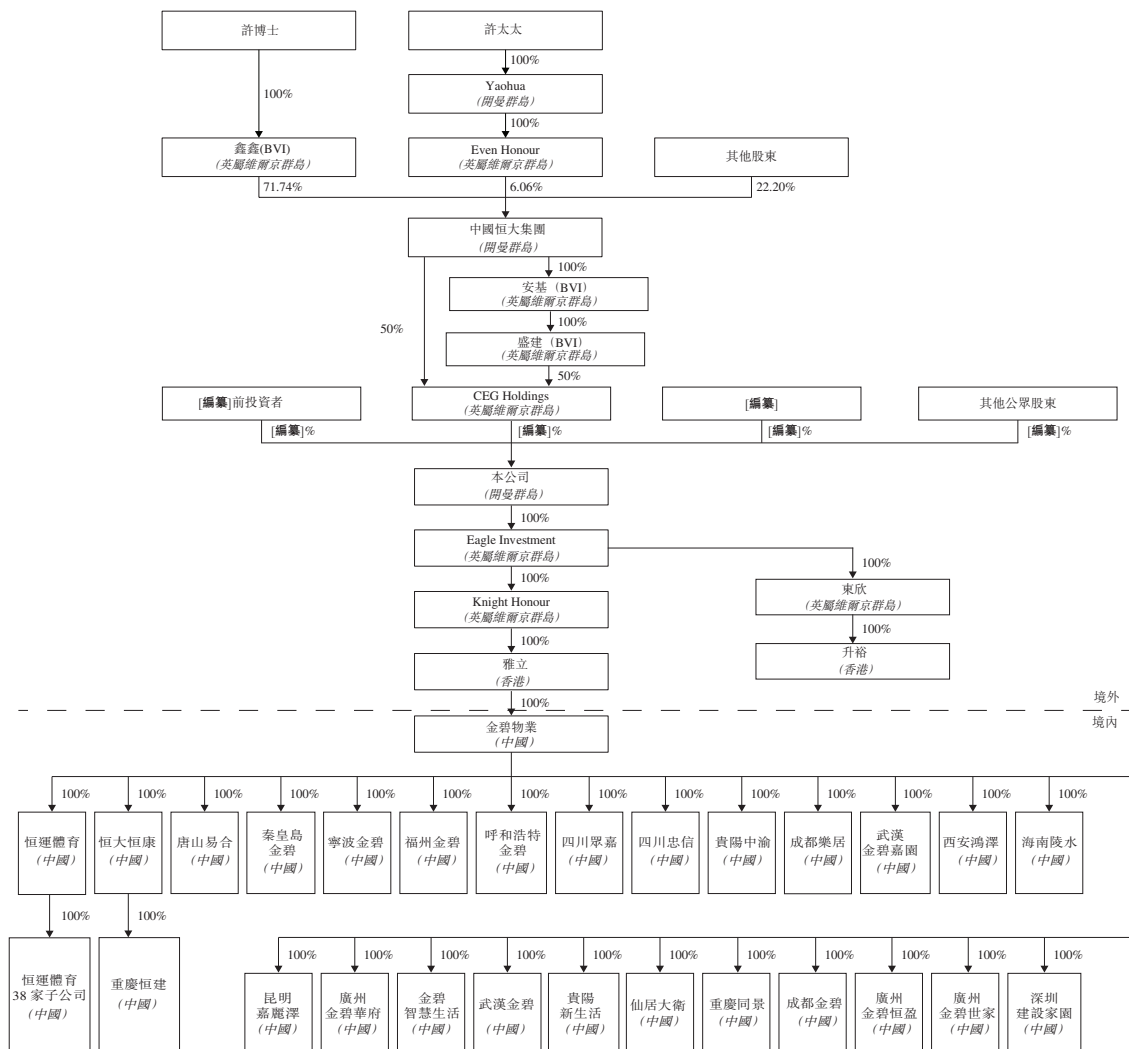 許博士
許太太
100%
100%
Yaohua
(開曼群島)
100%
鑫鑫(BVI)
(英屬維爾京群島)
Even Honour
(英屬維爾京群島)
其他股東
71.74%
6.06%
22.20%
中國恒大集團
(開曼群島)
100%
安基（BVI）
(英屬維爾京群島)
50%
100%
盛建（BVI）
(英屬維爾京群島)
50%
[編纂]前投資者
CEG Holdings
(英屬維爾京群島)
[編纂]
其他公眾股東
[編纂]%
[編纂]%
[編纂]%
[編纂]%
本公司
(開曼群島)
100%
Eagle Investment
(英屬維爾京群島)
100%
100%
Knight Honour
(英屬維爾京群島)
東欣
(英屬維爾京群島)
100%
100%
雅立
(香港)
升裕
(香港)
100%
境外
境內
金碧物業
(中國)
100%
100%
100%
100%
100%
100%
100%
100%
100%
100%
100%
100%
100%
100%
恒運體育
(中國)
恒大恒康
(中國)
唐山易合
(中國)
秦皇島
金碧
(中國)
寧波金碧
(中國)
福州金碧
(中國)
呼和浩特
金碧
(中國)
四川眾嘉
(中國)
四川忠信
(中國)
貴陽中渝
(中國)
成都樂居
(中國)
武漢
金碧嘉園
(中國)
西安鴻澤
(中國)
海南陵水
(中國)
100%
100%
恒運體育
38 家子公司
(中國)
重慶恒建
(中國)
100%
100%
100%
100%
100%
100%
100%
100%
100%
100%
100%
昆明
嘉麗澤
(中國)
廣州
金碧華府
(中國)
金碧
智慧生活
(中國)
武漢金碧
(中國)
貴陽
新生活
(中國)
仙居大衛
(中國)
重慶同景
(中國)
成都金碧
(中國)
廣州
金碧恒盈
(中國)
廣州
金碧世家
(中國)
深圳
建設家園
(中國)